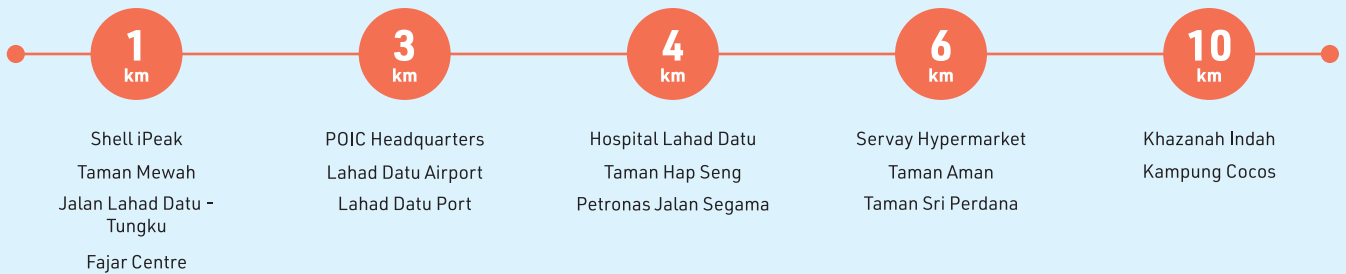 1
km
Shell iPeak
Taman Mewah
Jalan Lahad Datu -
Tungku
Fajar Centre
3
km
POIC Headquarters
Lahad Datu Airport
Lahad Datu Port
4
km
Hospital Lahad Datu
Taman Hap Seng
Petronas Jalan Segama
6
km
Servay Hypermarket
Taman Aman
Taman Sri Perdana
10
km
Khazanah Indah
Kampung Cocos